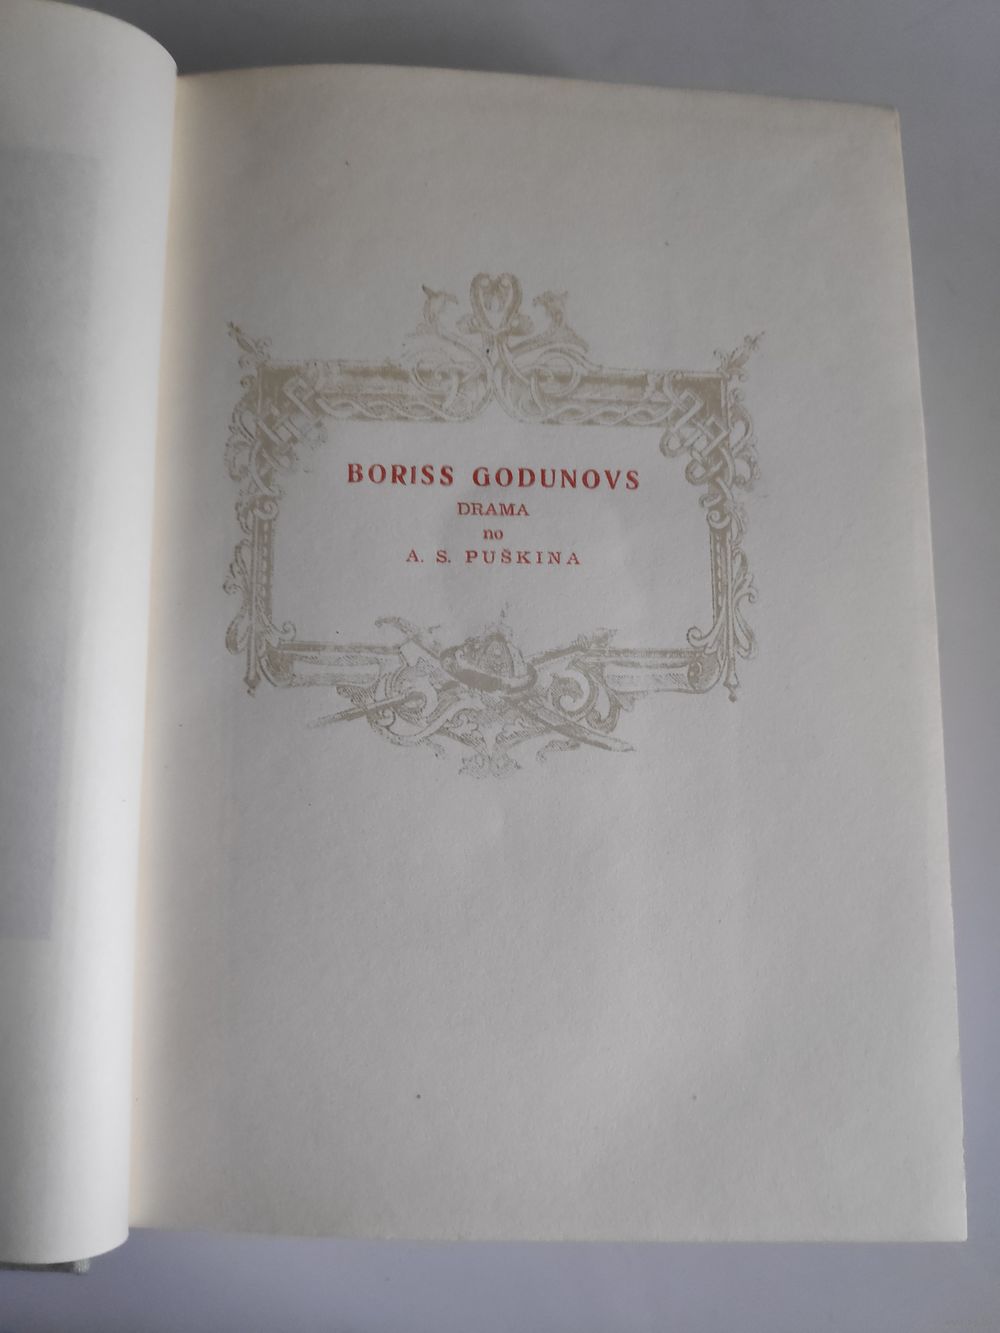 BORISS GODUNOVS
DRAMA
no
A. S. PUŠKINA